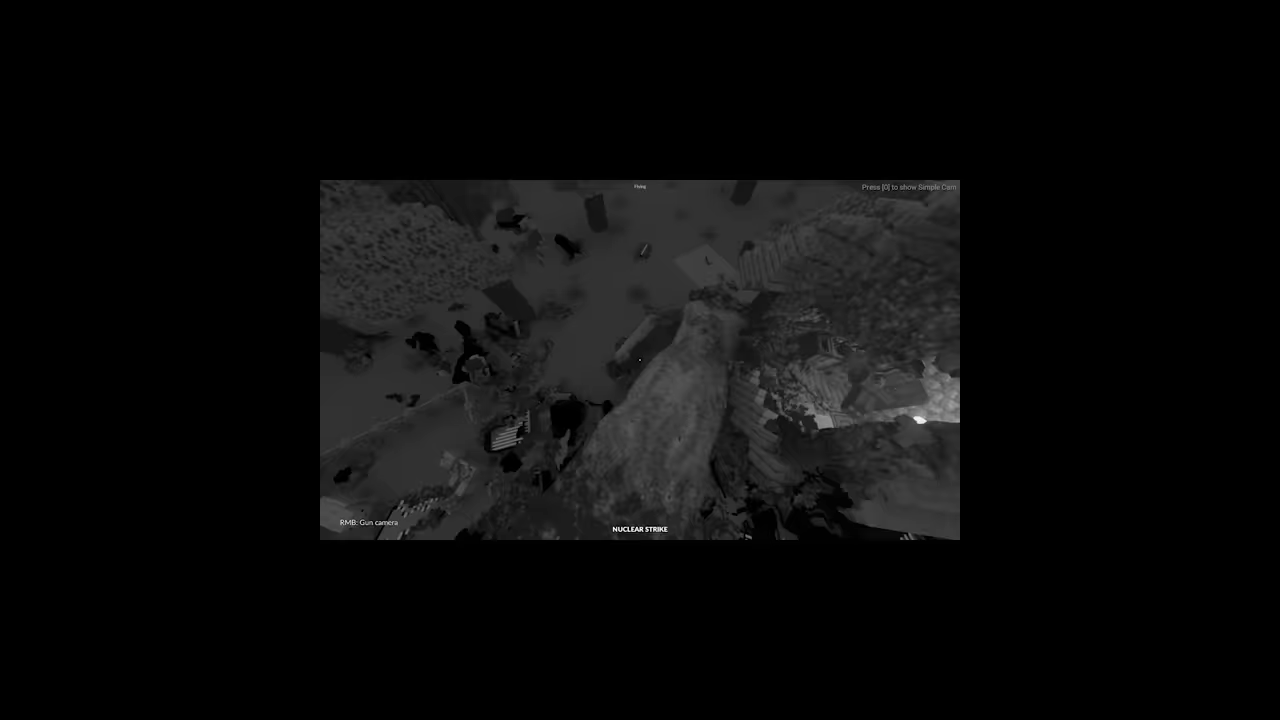 Flying
Press [0] to show Simple Cam
RMB: Gun camera
NUCLEAR STRIKE